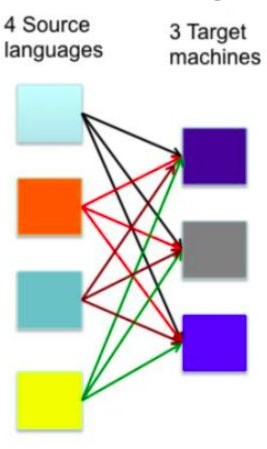 4 Source
languages
3 Target
machines